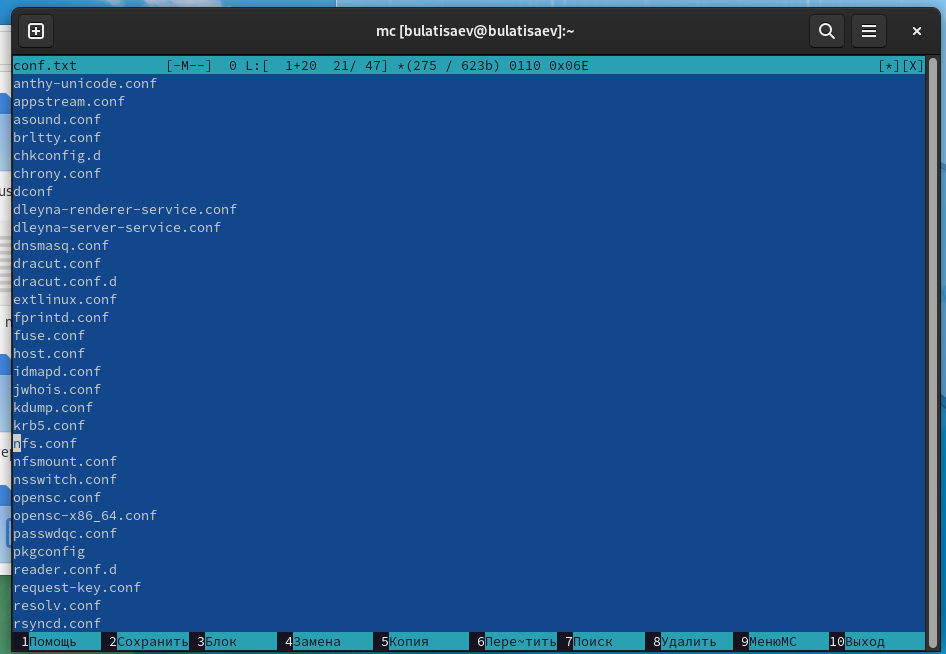 mc [bulatisaev@bulatisaev]:~
conf.txt [-M--] 0 L:[ 1+20 21/ 47] *(275 / 623b) 0110 0x06E [*][X]
anthy-unicode.conf
appstream.conf
asound.conf
brltty.conf
chkconfig.d
chrony.conf
dconf
dleyna-renderer-service.conf
dleyna-server-service.conf
dnsmasq.conf
dracut.conf
dracut.conf.d
extlinux.conf
fprintd.conf
fuse.conf
host.conf
idmapd.conf
jwhois.conf
kdump.conf
krb5.conf
nfs.conf
nfsmount.conf
nsswitch.conf
opensc.conf
opensc-x86_64.conf
passwdqc.conf
pkgconfig
reader.conf.d
request-key.conf
resolv.conf
rsyncd.conf
1Помощь 2Сохранить 3Блок 4Замена 5Копия 6Пере~тить 7Поиск 8Удалить 9МенюMC 10Выход